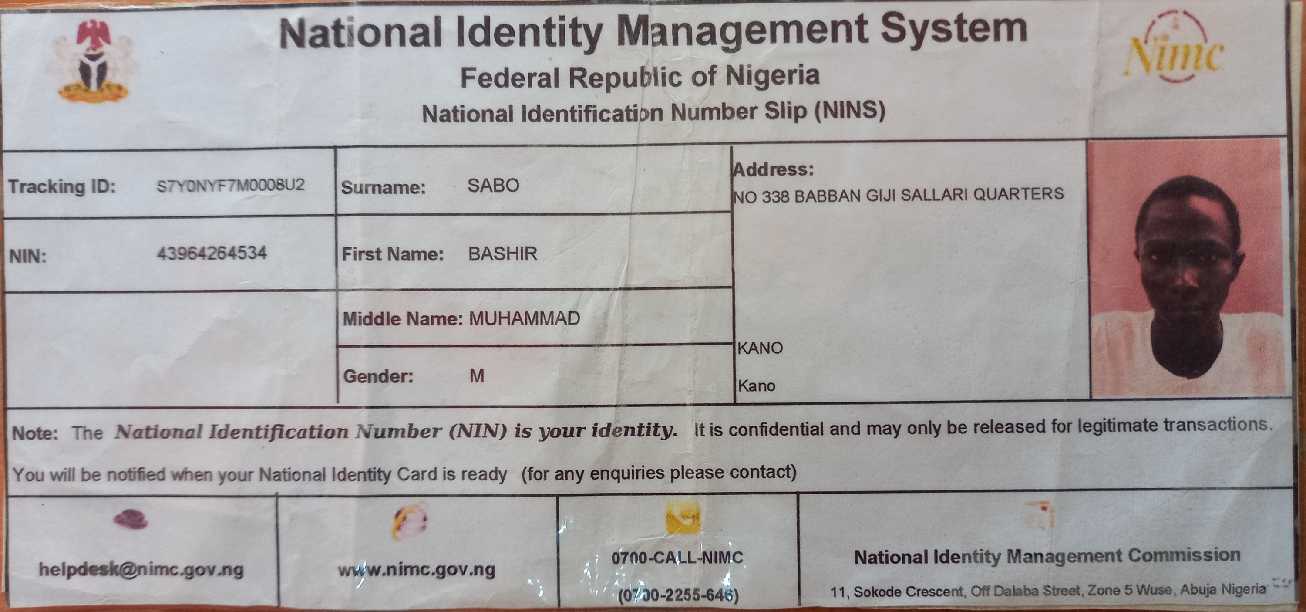 National Identity Management System
Federal Republic of Nigeria
National Identification Number Slip (NINS)
Nimc
Tracking ID: S7Y0NYF7M0008U2
Surname: SABO
Address:
NO 338 BABBAN GIJI SALLARI QUARTERS
NIN: 43964264534
First Name: BASHIR
Middle Name: MUHAMMAD
KANO
Gender: M
Kano
Note: The National Identification Number (NIN) is your identity. It is confidential and may only be released for legitimate transactions.
You will be notified when your National Identity Card is ready (for any enquiries please contact)
helpdesk@nimc.gov.ng
www.nimc.gov.ng
0700-CALL-NIMC
(0700-2255-646)
National Identity Management Commission
11, Sokode Crescent, Off Dalaba Street, Zone 5 Wuse, Abuja Nigeria